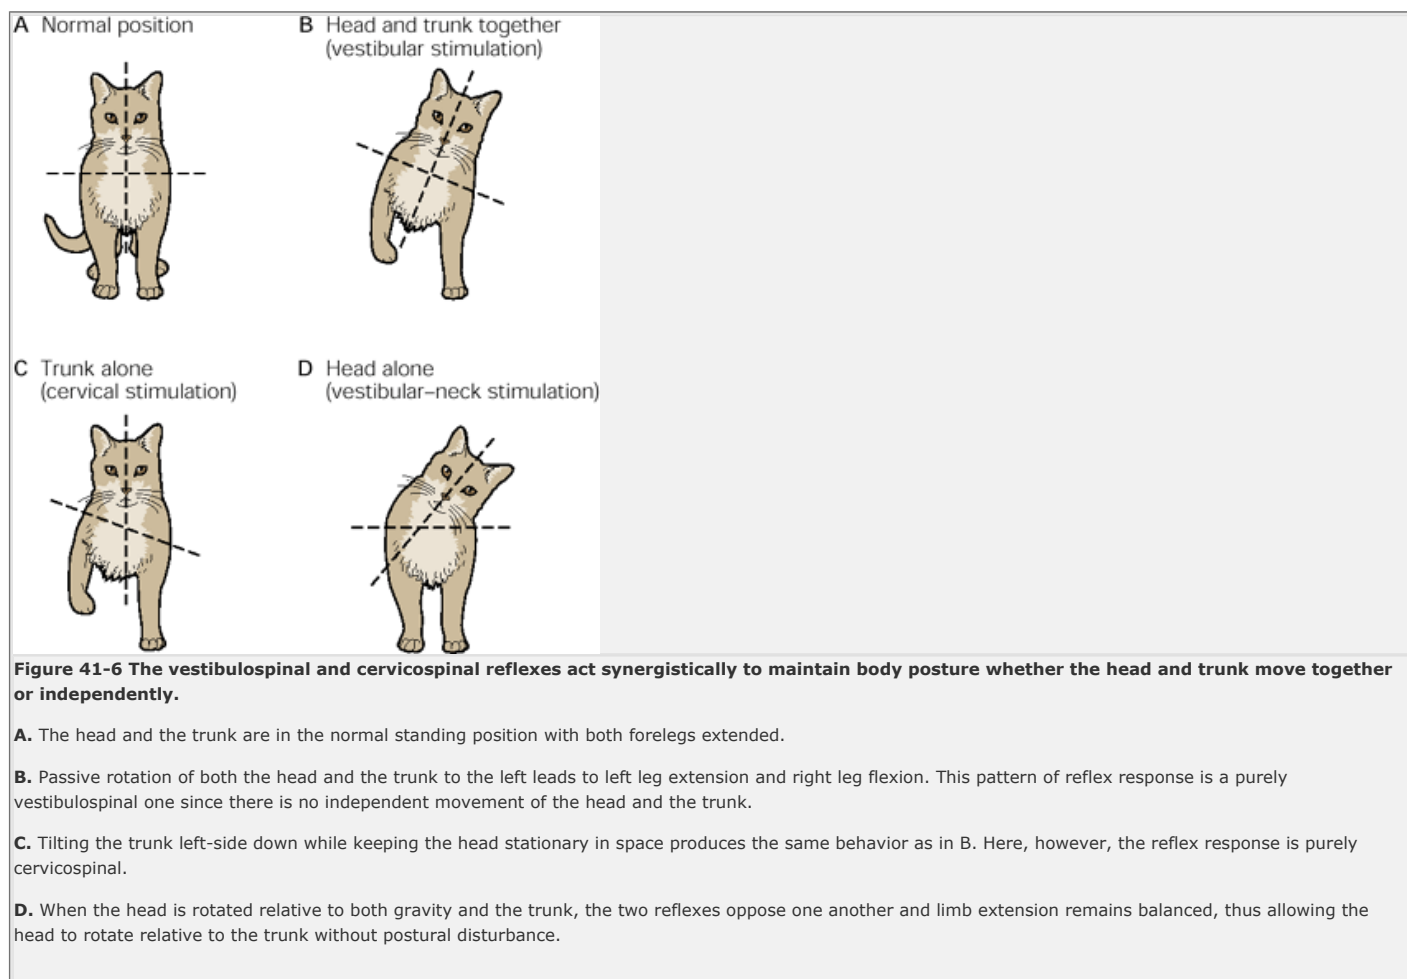 A Normal position
B Head and trunk together
(vestibular stimulation)
C Trunk alone
(cervical stimulation)
D Head alone
(vestibular–neck stimulation)
Figure 41-6 The vestibulospinal and cervicospinal reflexes act synergistically to maintain body posture whether the head and trunk move together
or independently.
A. The head and the trunk are in the normal standing position with both forelegs extended.
B. Passive rotation of both the head and the trunk to the left leads to left leg extension and right leg flexion. This pattern of reflex response is a purely
vestibulospinal one since there is no independent movement of the head and the trunk.
C. Tilting the trunk left-side down while keeping the head stationary in space produces the same behavior as in B. Here, however, the reflex response is purely
cervicospinal.
D. When the head is rotated relative to both gravity and the trunk, the two reflexes oppose one another and limb extension remains balanced, thus allowing the
head to rotate relative to the trunk without postural disturbance.